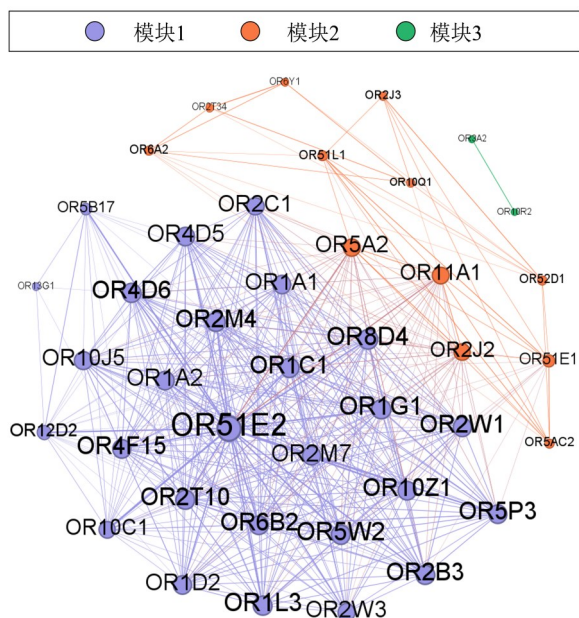 模块1 模块2 模块3
OR6Y1
OR2T34
OR2J3
OR6A2
OR51L1
OR3A2
OR10Q1
OR5B17
OR2C1
OR10R2
OR4D5
OR5A2
OR13G1
OR4D6
OR1A1
OR11A1
OR52D1
OR2M4
OR8D4
OR10J5
OR1A2
OR1C1
OR2J2
OR51E1
OR12D2
OR4F15
OR51E2
OR1G1
OR2W1
OR5AC2
OR2M7
OR2T10
OR10Z1
OR10C1
OR6B2
OR5W2
OR5P3
OR1D2
OR2B3
OR1L3
OR2W3